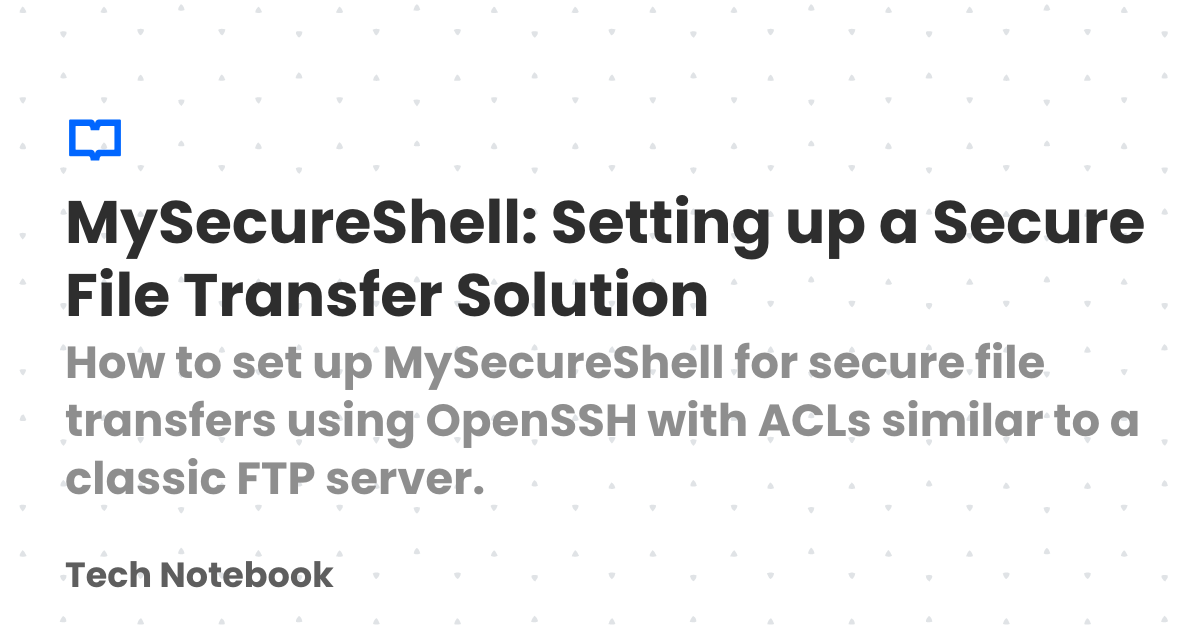 MySecureShell: Setting up a Secure
File Transfer Solution
How to set up MySecureShell for secure file
transfers using OpenSSH with ACLs similar to a
classic FTP server.
Tech Notebook